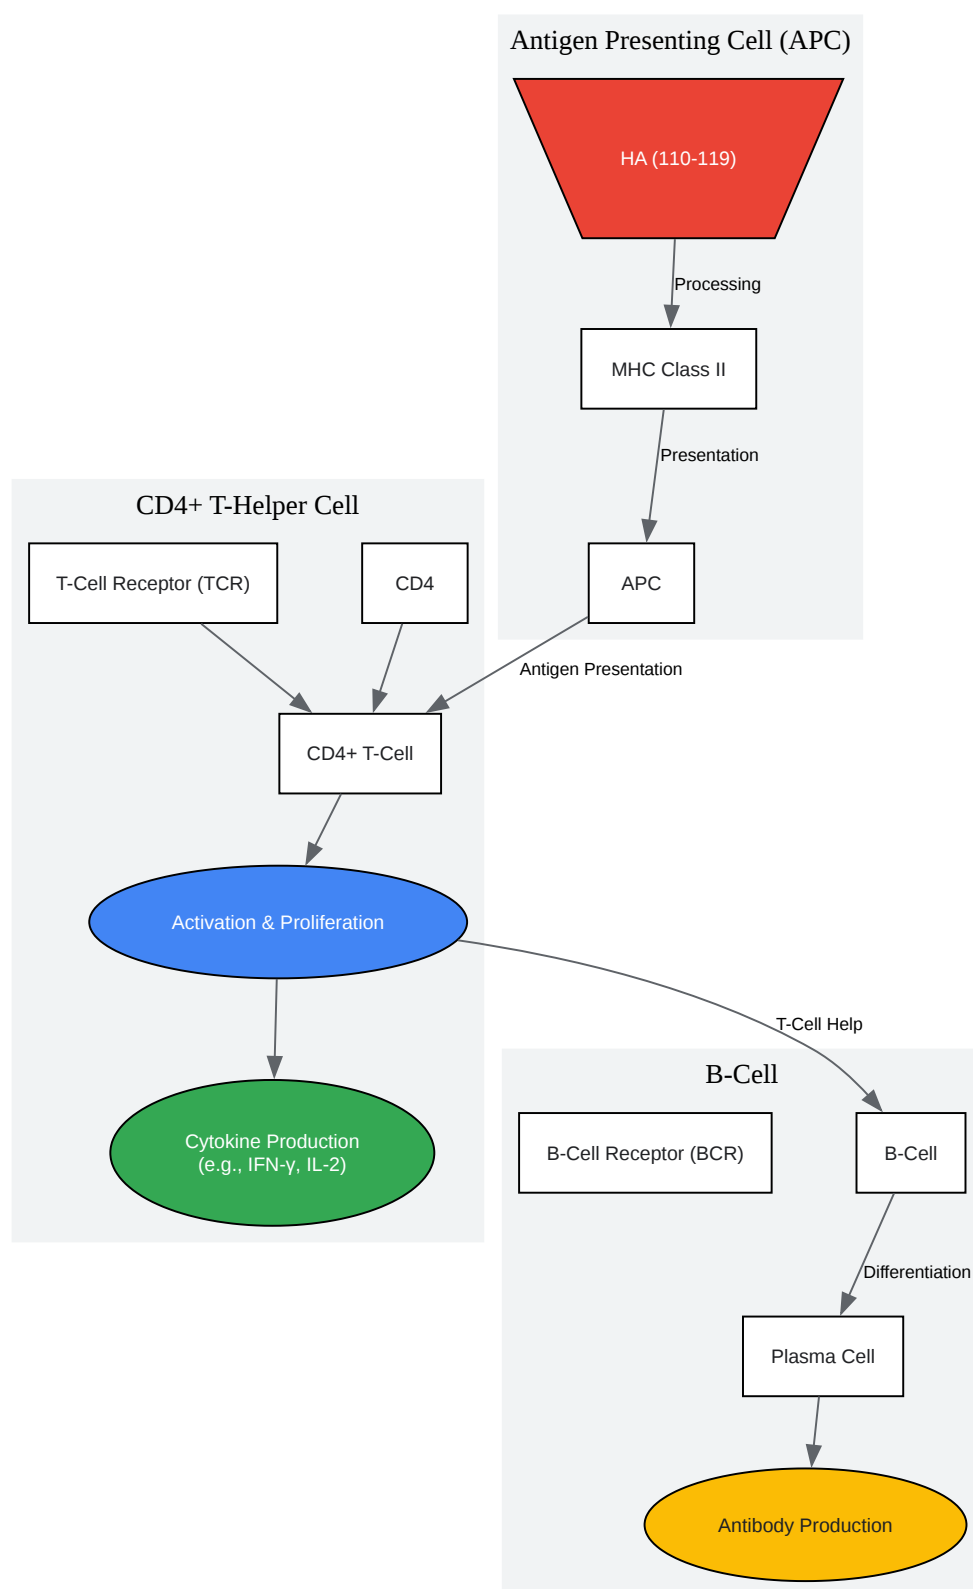 Antigen Presenting Cell (APC)
HA (110-119)
Processing
MHC Class II
Presentation
APC
Antigen Presentation
CD4+ T-Helper Cell
T-Cell Receptor (TCR)
CD4
CD4+ T-Cell
Activation & Proliferation
Cytokine Production
(e.g., IFN-γ, IL-2)
T-Cell Help
B-Cell
B-Cell Receptor (BCR)
B-Cell
Differentiation
Plasma Cell
Antibody Production